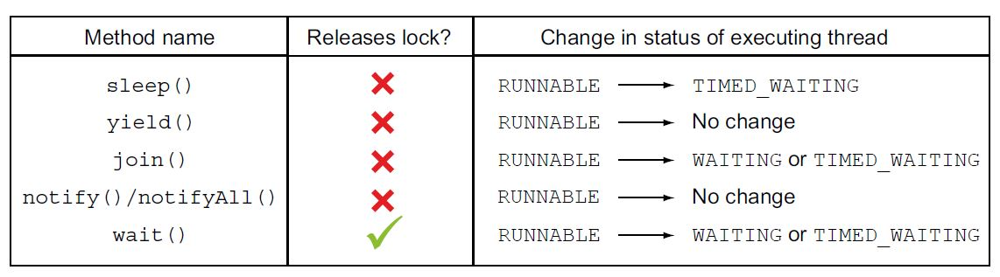 Method name Releases lock? Change in status of executing thread
sleep() RUNNABLE TIMED_WAITING
yield() RUNNABLE No change
join() RUNNABLE WAITING or TIMED_WAITING
notify()/notifyAll() RUNNABLE No change
wait() RUNNABLE WAITING or TIMED_WAITING